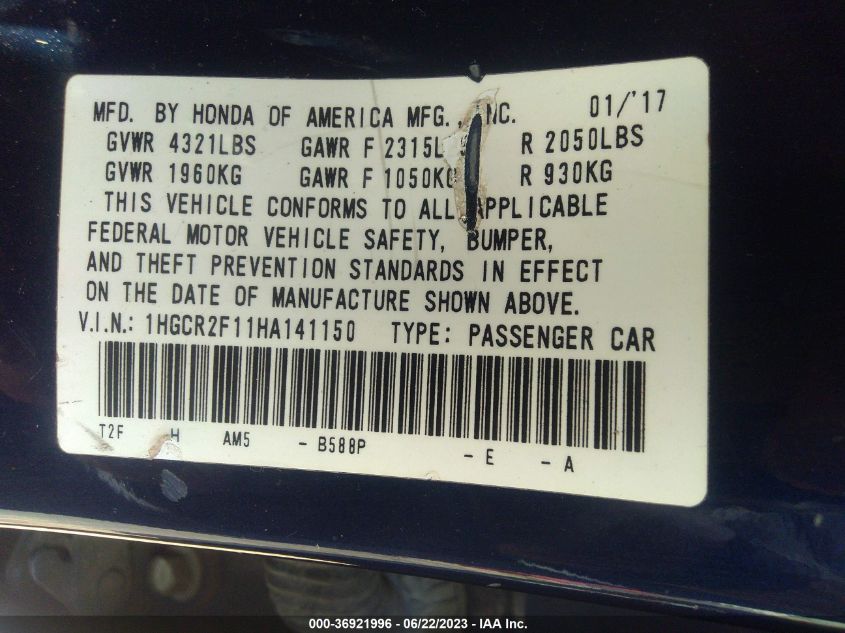 MFD. BY HONDA OF AMERICA MFG., INC. 01/'17
GVWR 4321LBS GAWR F 2315L R 2050LBS
GVWR 1960KG GAWR F 1050KG R 930KG
THIS VEHICLE CONFORMS TO ALL APPLICABLE
FEDERAL MOTOR VEHICLE SAFETY, BUMPER,
AND THEFT PREVENTION STANDARDS IN EFFECT
ON THE DATE OF MANUFACTURE SHOWN ABOVE.
V.I.N.: 1HGCR2F11HA141150 TYPE: PASSENGER CAR
T2F H AM5 - B588P - E - A
000-36921996 - 06/22/2023 - IAA Inc.